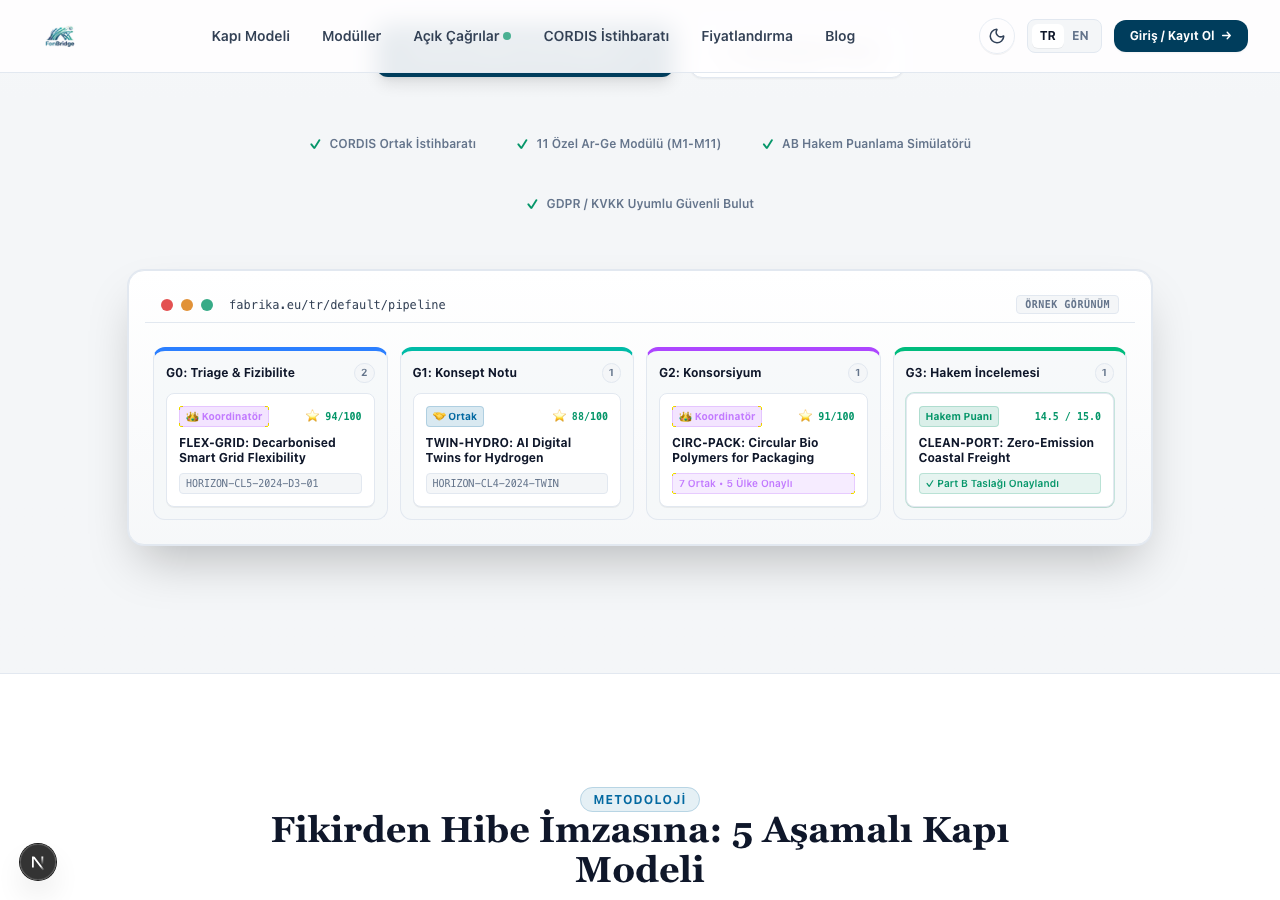 FonBridge
Kapı Modeli
Modüller
Açık Çağrılar
CORDIS İstihbaratı
Fiyatlandırma
Blog
TR
EN
Giriş / Kayıt Ol →
✓ CORDIS Ortak İstihbaratı
✓ 11 Özel Ar-Ge Modülü (M1-M11)
✓ AB Hakem Puanlama Simülatörü
✓ GDPR / KVKK Uyumlu Güvenli Bulut
fabrika.eu/tr/default/pipeline
ÖRNEK GÖRÜNÜM
G0: Triage & Fizibilite
2
👑 Koordinatör
⭐ 94/100
FLEX-GRID: Decarbonised
Smart Grid Flexibility
HORIZON-CL5-2024-D3-01
G1: Konsept Notu
1
🤝 Ortak
⭐ 88/100
TWIN-HYDRO: AI Digital
Twins for Hydrogen
HORIZON-CL4-2024-TWIN
G2: Konsorsiyum
1
👑 Koordinatör
⭐ 91/100
CIRC-PACK: Circular Bio
Polymers for Packaging
7 Ortak • 5 Ülke Onaylı
G3: Hakem İncelemesi
1
Hakem Puanı
14.5 / 15.0
CLEAN-PORT: Zero-Emission
Coastal Freight
✓ Part B Taslağı Onaylandı
METODOLOJİ
Fikirden Hibe İmzasına: 5 Aşamalı Kapı
Modeli
N